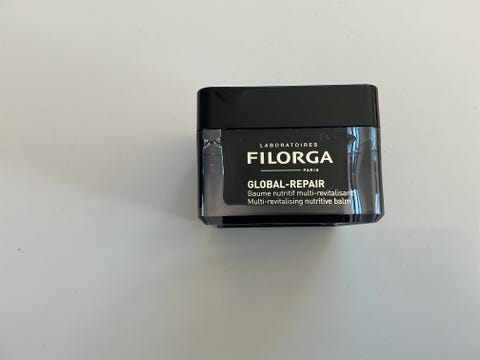 LABORATOIRES
FILORGA
PARIS
GLOBAL-REPAIR
Baume nutritif multi-revitalisant
Multi-revitalising nutritive balm